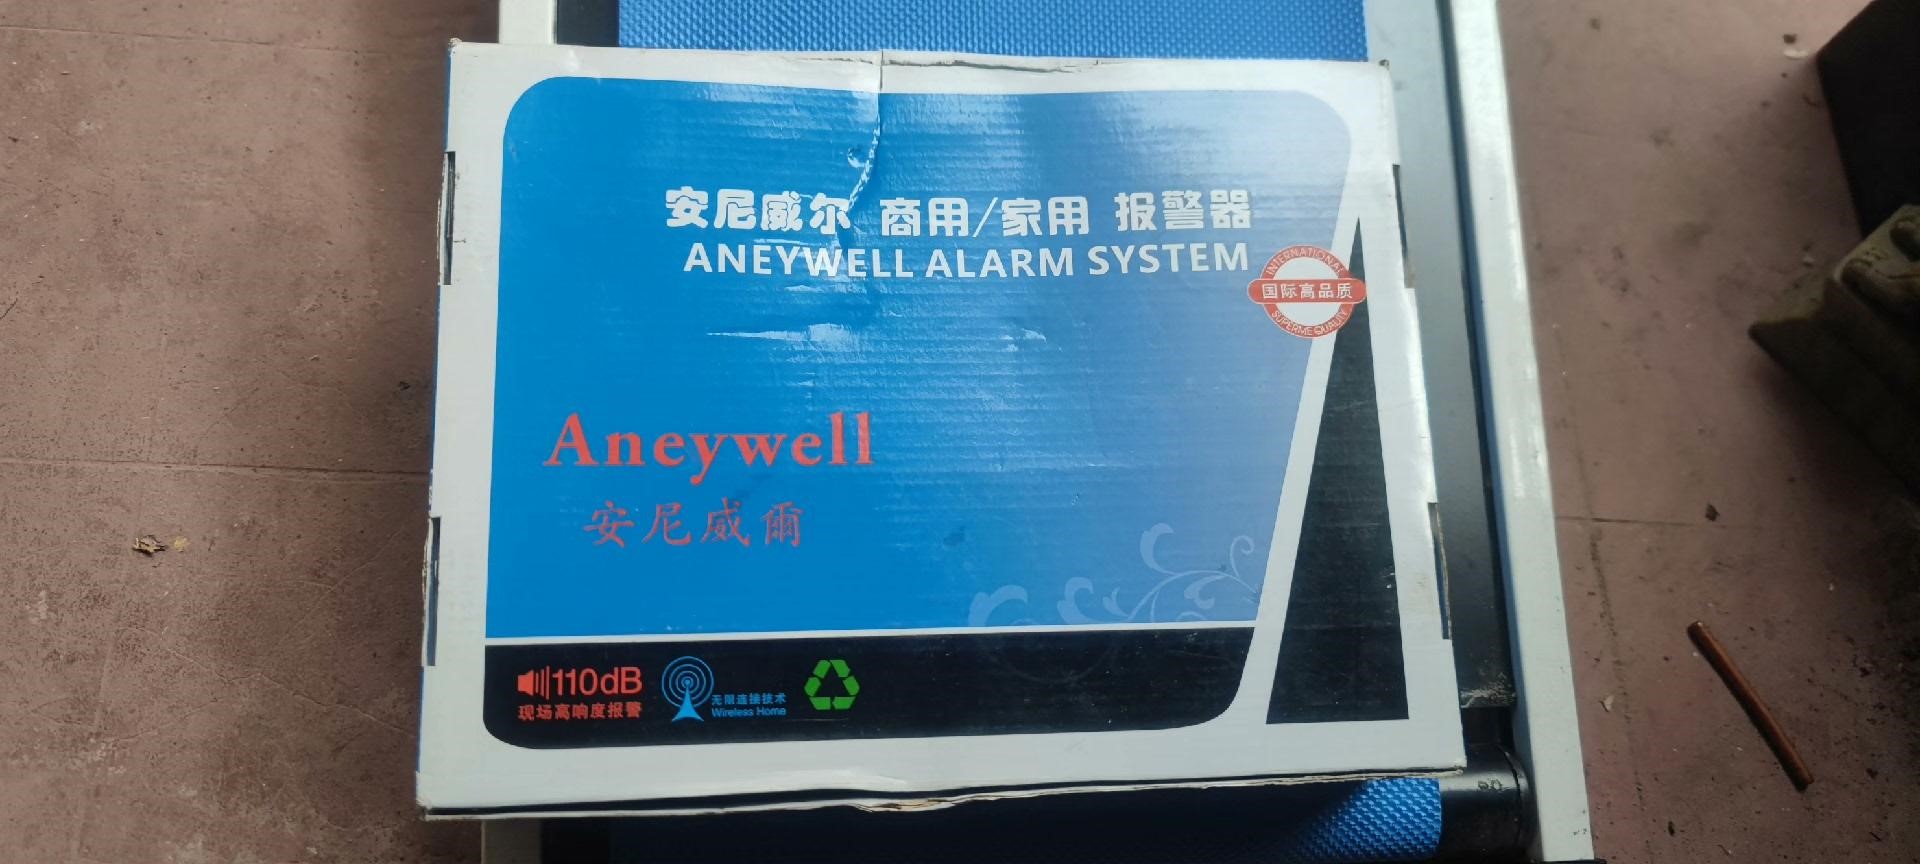 安尼威尔 商用/家用 报警器
ANEYWELL ALARM SYSTEM
INTERNATIONAL
国际高品质
SUPERME QUALITY
Aneywell
安尼威爾
110dB
现场高响度报警
无限连接技术
Wireless Home